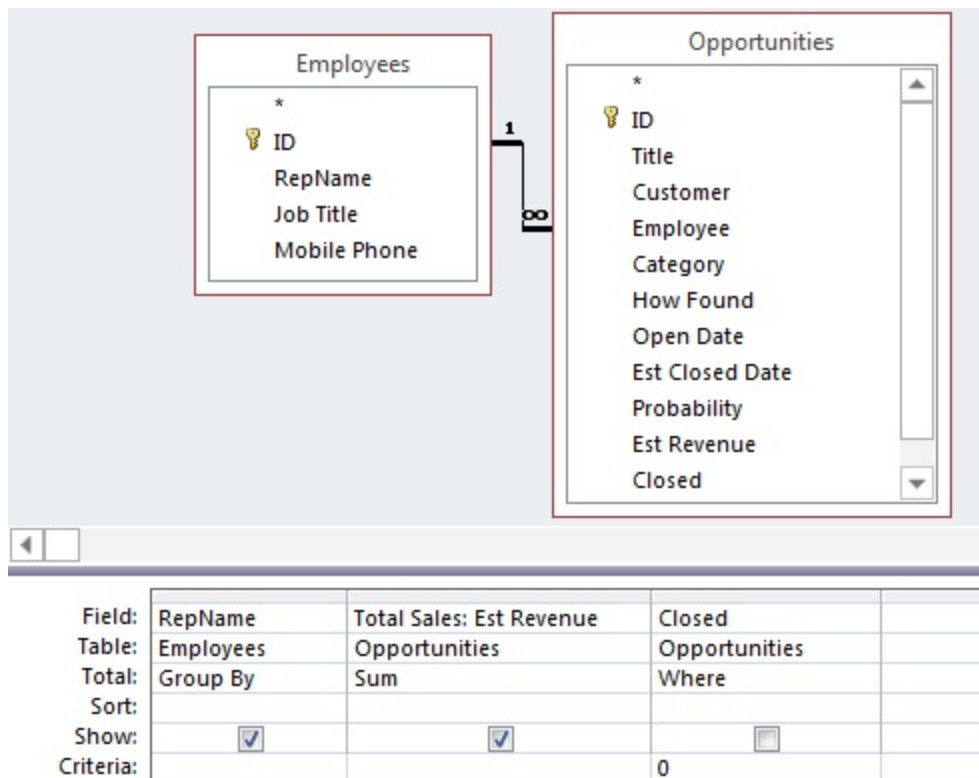 Employees
*
ID
RepName
Job Title
Mobile Phone
1
∞
Opportunities
*
ID
Title
Customer
Employee
Category
How Found
Open Date
Est Closed Date
Probability
Est Revenue
Closed
Field: RepName Total Sales: Est Revenue Closed
Table: Employees Opportunities Opportunities
Total: Group By Sum Where
Sort:
Show:
Criteria: 0